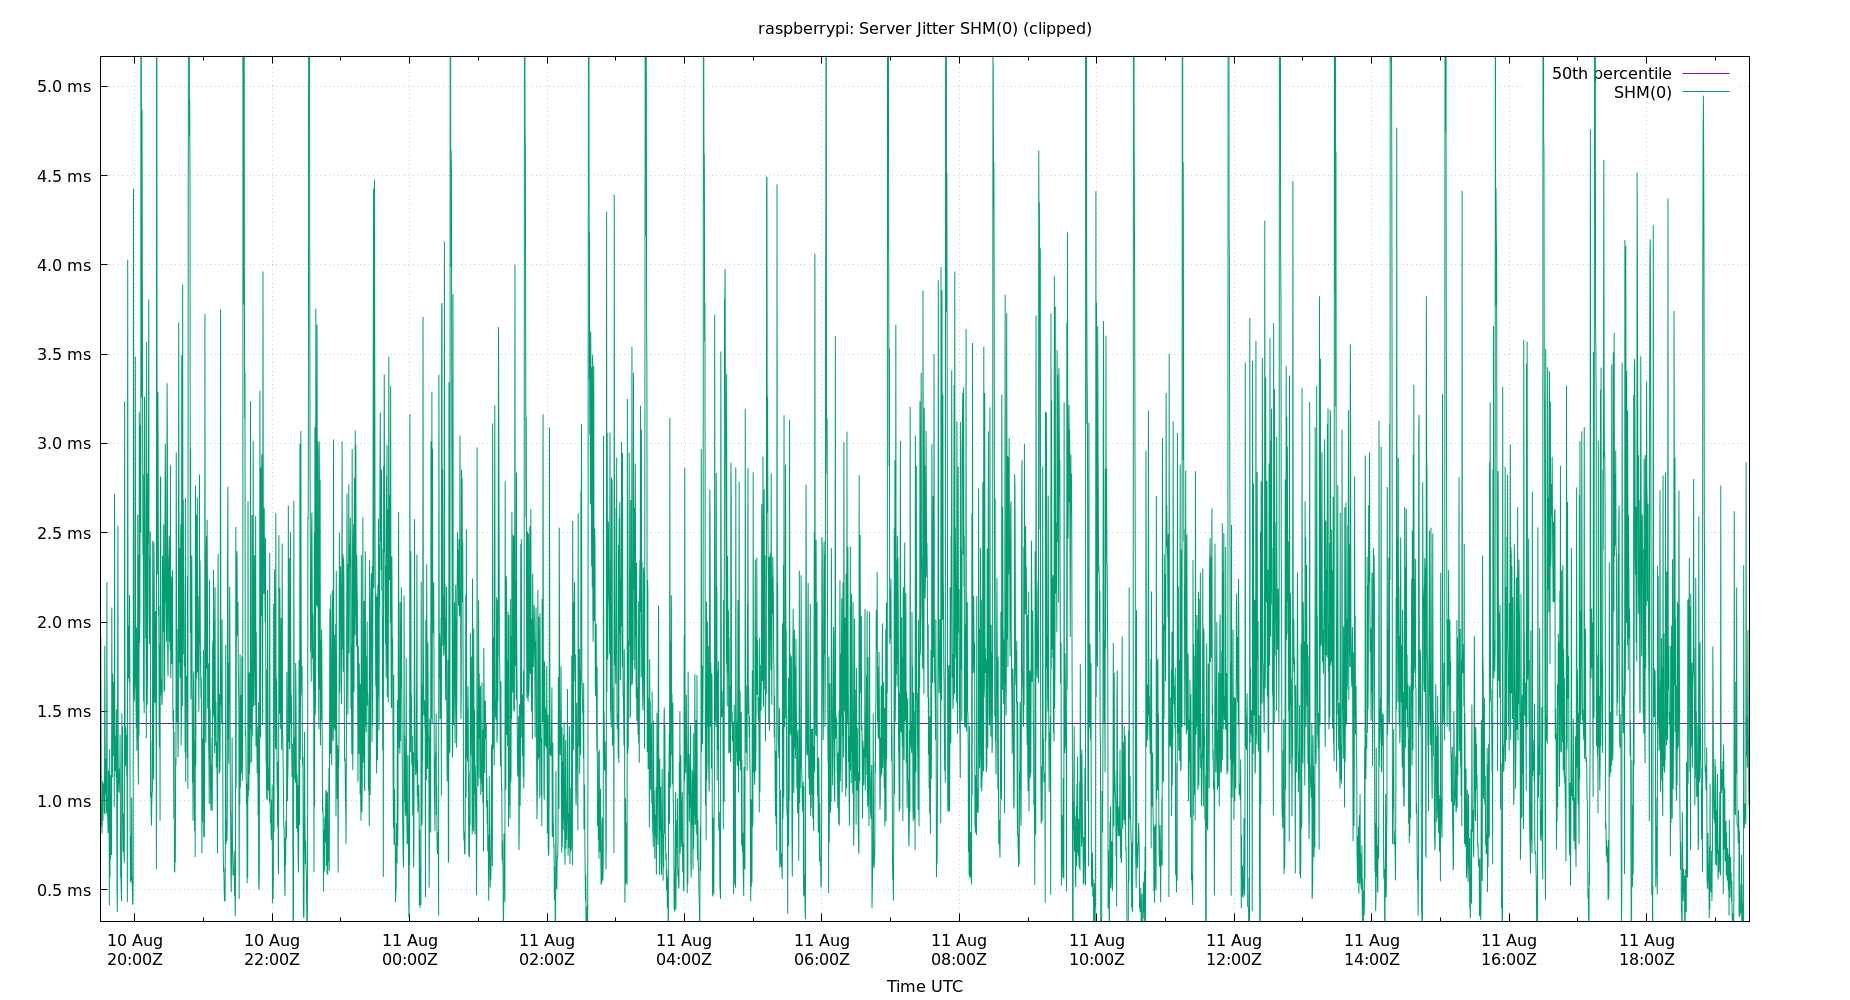 raspberrypi: Server Jitter SHM(0) (clipped)
50th percentile
SHM(0)
5.0 ms
4.5 ms
4.0 ms
3.5 ms
3.0 ms
2.5 ms
2.0 ms
1.5 ms
1.0 ms
0.5 ms
10 Aug 10 Aug 11 Aug 11 Aug 11 Aug 11 Aug 11 Aug 11 Aug 11 Aug 11 Aug 11 Aug 11 Aug
20:00Z 22:00Z 00:00Z 02:00Z 04:00Z 06:00Z 08:00Z 10:00Z 12:00Z 14:00Z 16:00Z 18:00Z
Time UTC